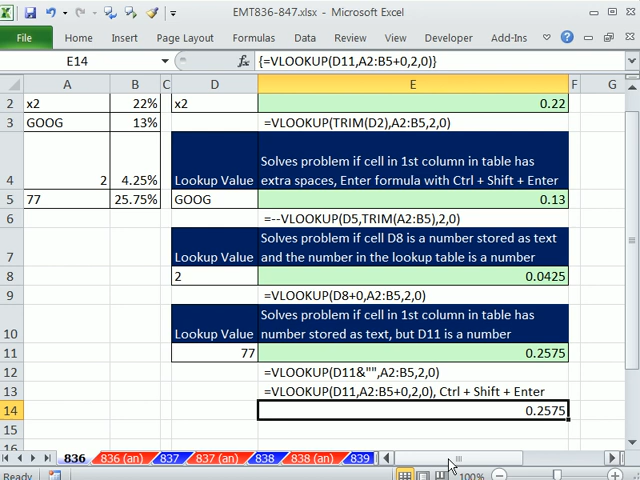 EMT836-847.xlsx - Microsoft Excel
File Home Insert Page Layout Formulas Data Review View Developer Add-Ins
E14 fx {=VLOOKUP(D11,A2:B5+0,2,0)}
A B C D E F G
2 x2 22% x2 0.22
3 GOOG 13% =VLOOKUP(TRIM(D2),A2:B5,2,0)
Solves problem if cell in 1st column in table has
4 2 4.25% Lookup Value extra spaces, Enter formula with Ctrl + Shift + Enter
5 77 25.75% GOOG 0.13
6 =--VLOOKUP(D5,TRIM(A2:B5),2,0)
Solves problem if cell D8 is a number stored as text
7 Lookup Value and the number in the lookup table is a number
8 2 0.0425
9 =VLOOKUP(D8+0,A2:B5,2,0)
Solves problem if cell in 1st column in table has
10 Lookup Value number stored as text, but D11 is a number
11 77 0.2575
12 =VLOOKUP(D11&"",A2:B5,2,0)
13 =VLOOKUP(D11,A2:B5+0,2,0), Ctrl + Shift + Enter
14 0.2575
15
836 836 (an) 837 837 (an) 838 838 (an) 839
Ready 100%